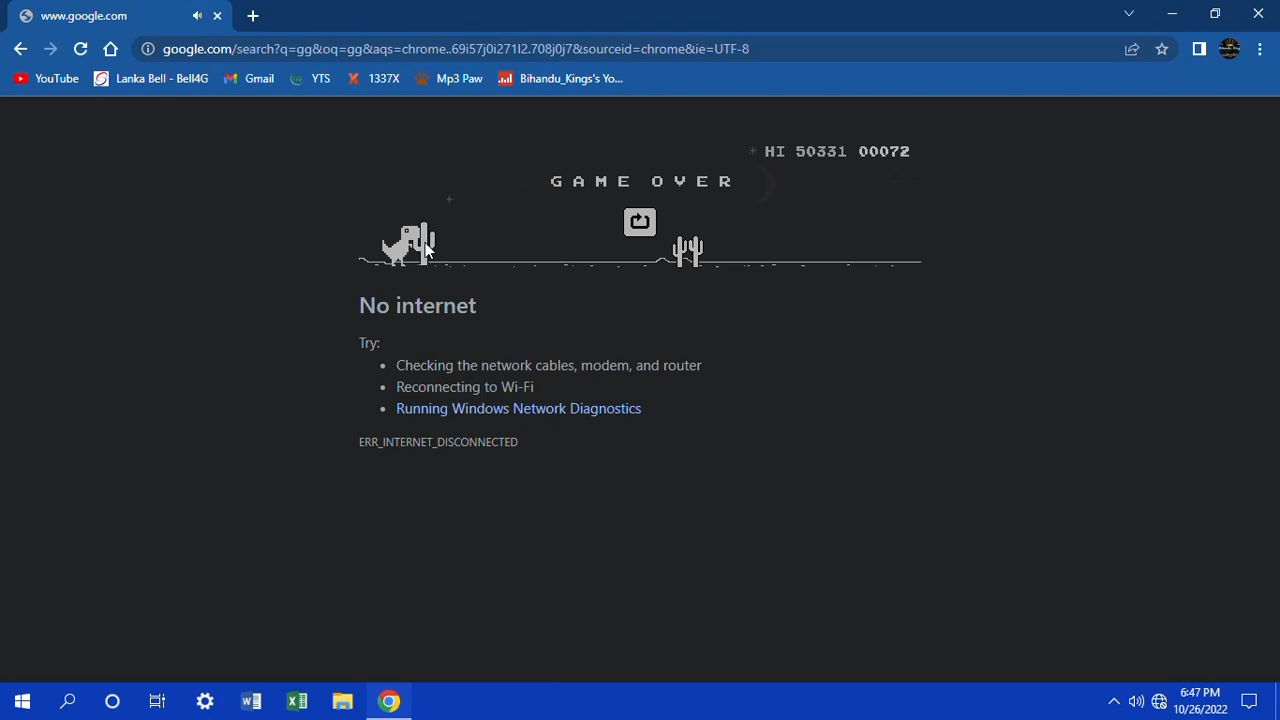 www.google.com
google.com/search?q=gg&oq=gg&aqs=chrome..69i57j0i271l2.708j0j7&sourceid=chrome&ie=UTF-8
YouTube Lanka Bell - Bell4G Gmail YTS 1337X Mp3 Paw Bihandu_Kings's Yo...
HI 50331 00072
GAME OVER
No internet
Try:
Checking the network cables, modem, and router
Reconnecting to Wi-Fi
Running Windows Network Diagnostics
ERR_INTERNET_DISCONNECTED
6:47 PM
10/26/2022